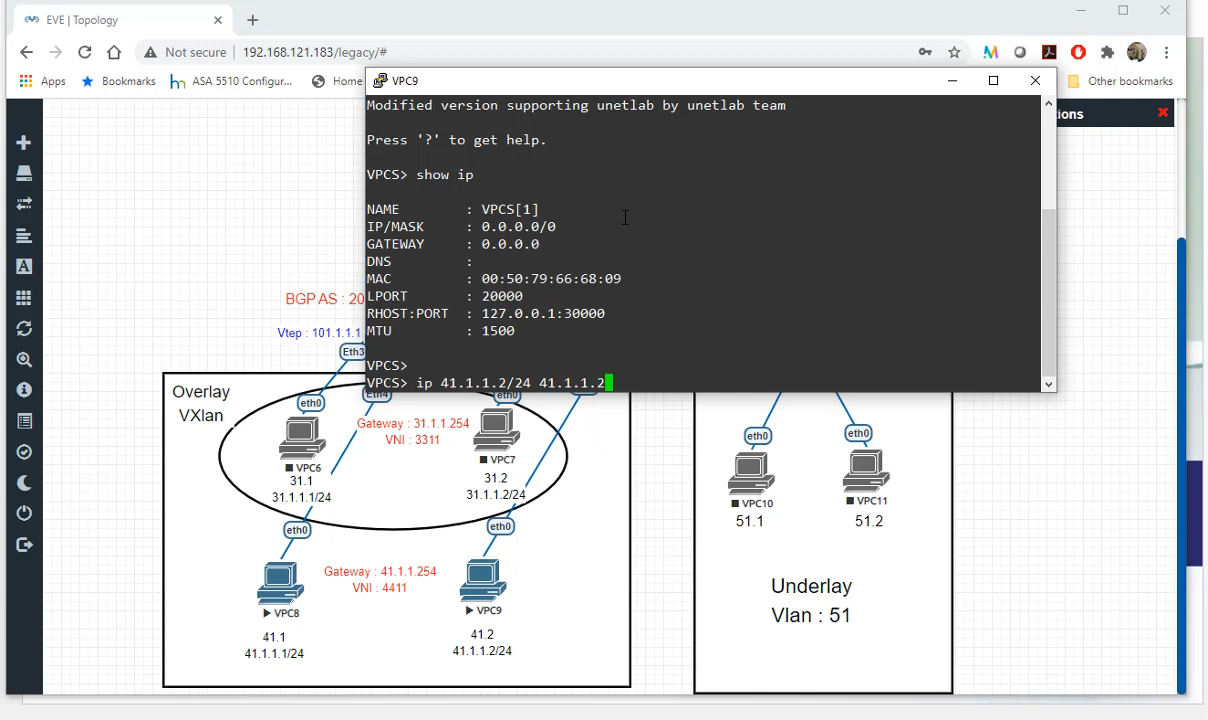 EVE | Topology
Not secure | 192.168.121.183/legacy/#
Apps
Bookmarks
ASA 5510 Configur...
Home
Other bookmarks
VPC9
ions
Modified version supporting unetlab by unetlab team
Press '?' to get help.
VPCS> show ip
NAME : VPCS[1]
IP/MASK : 0.0.0.0/0
GATEWAY : 0.0.0.0
DNS :
MAC : 00:50:79:66:68:09
LPORT : 20000
RHOST:PORT : 127.0.0.1:30000
MTU : 1500
VPCS>
VPCS> ip 41.1.1.2/24 41.1.1.2
BGP AS : 20
Vtep : 101.1.1.1
Eth3
Overlay
VXlan
eth0
Eth4
eth0
Gateway : 31.1.1.254
VNI : 3311
VPC6
31.1
31.1.1.1/24
VPC7
31.2
31.1.1.2/24
eth0
eth0
Gateway : 41.1.1.254
VNI : 4411
VPC8
41.1
41.1.1.1/24
VPC9
41.2
41.1.1.2/24
eth0
eth0
VPC10
51.1
VPC11
51.2
Underlay
Vlan : 51